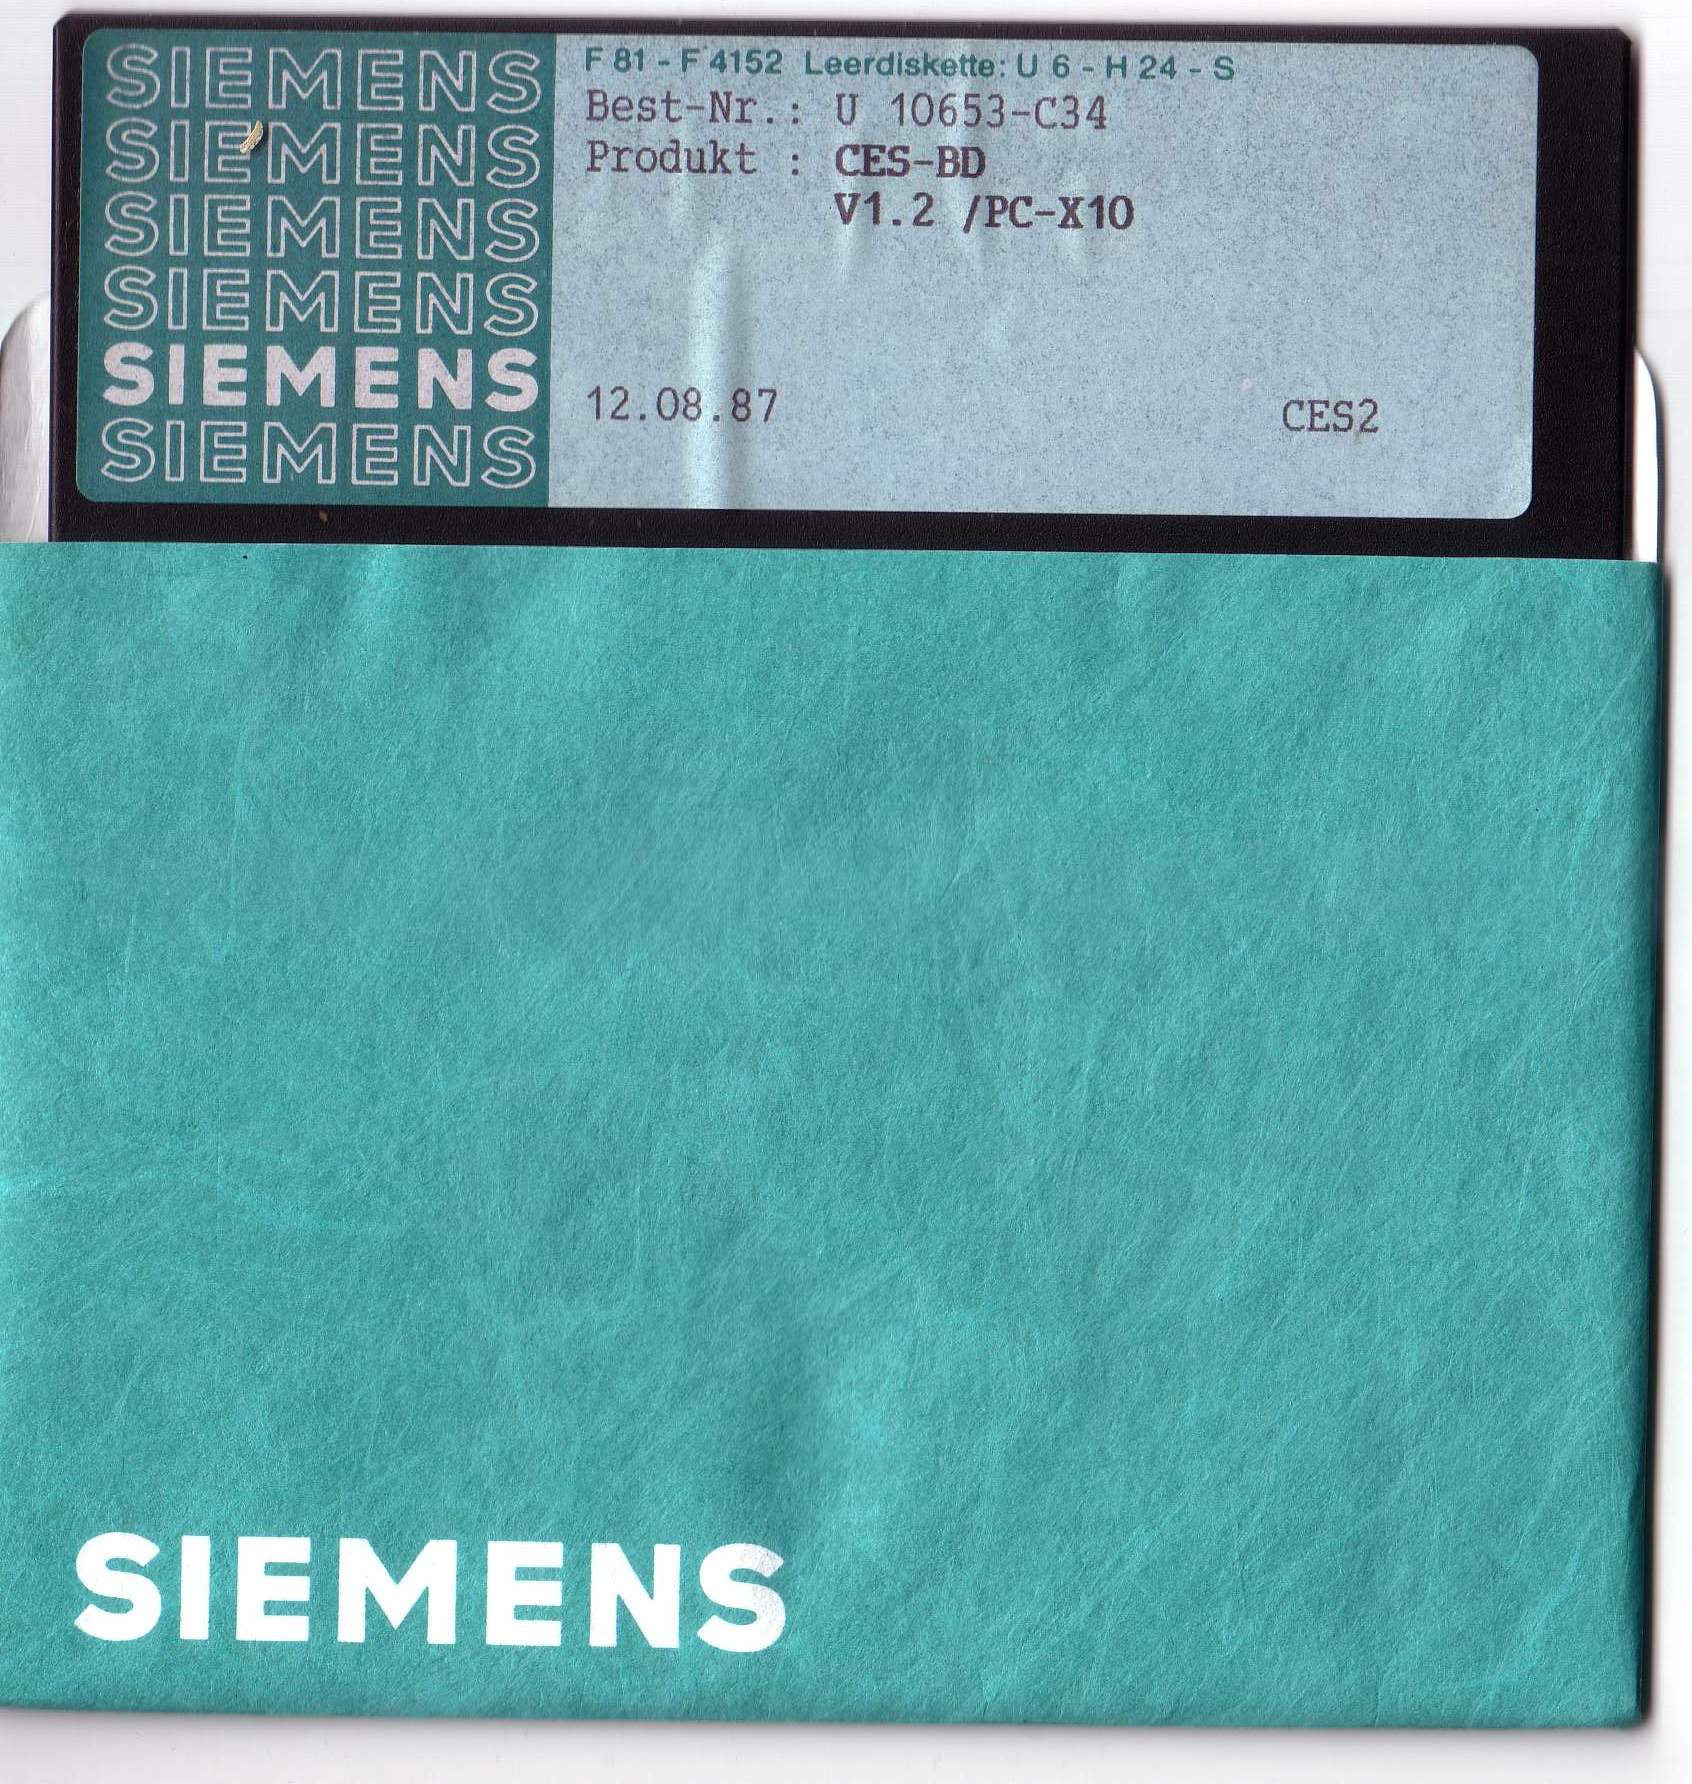 SIEMENS
SIEMENS
SIEMENS
SIEMENS
SIEMENS
SIEMENS
F 81 - F 4152 Leerdiskette: U 6 - H 24 - S
Best-Nr.: U 10653-C34
Produkt : CES-BD
V1.2 /PC-X10
12.08.87 CES2
SIEMENS